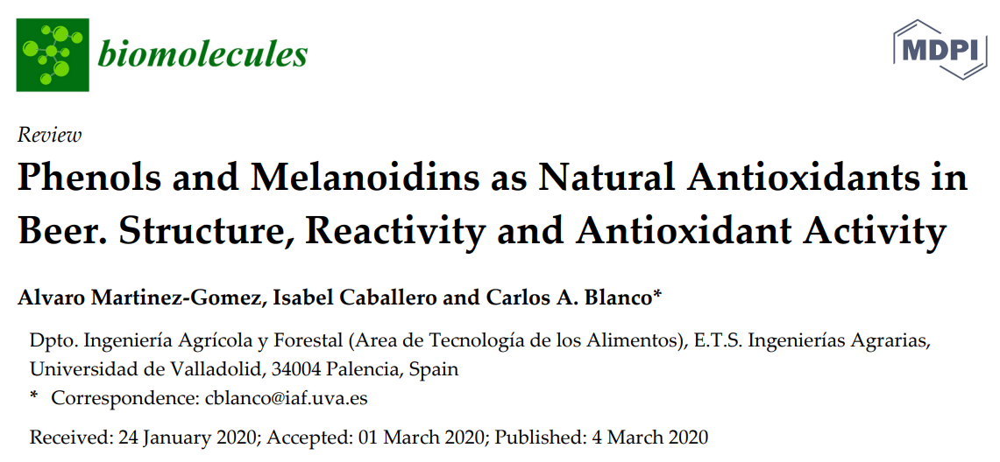 biomolecules
MDPI
Review
Phenols and Melanoidins as Natural Antioxidants in
Beer. Structure, Reactivity and Antioxidant Activity
Alvaro Martinez-Gomez, Isabel Caballero and Carlos A. Blanco*
Dpto. Ingeniería Agrícola y Forestal (Area de Tecnología de los Alimentos), E.T.S. Ingenierías Agrarias,
Universidad de Valladolid, 34004 Palencia, Spain
* Correspondence: cblanco@iaf.uva.es
Received: 24 January 2020; Accepted: 01 March 2020; Published: 4 March 2020